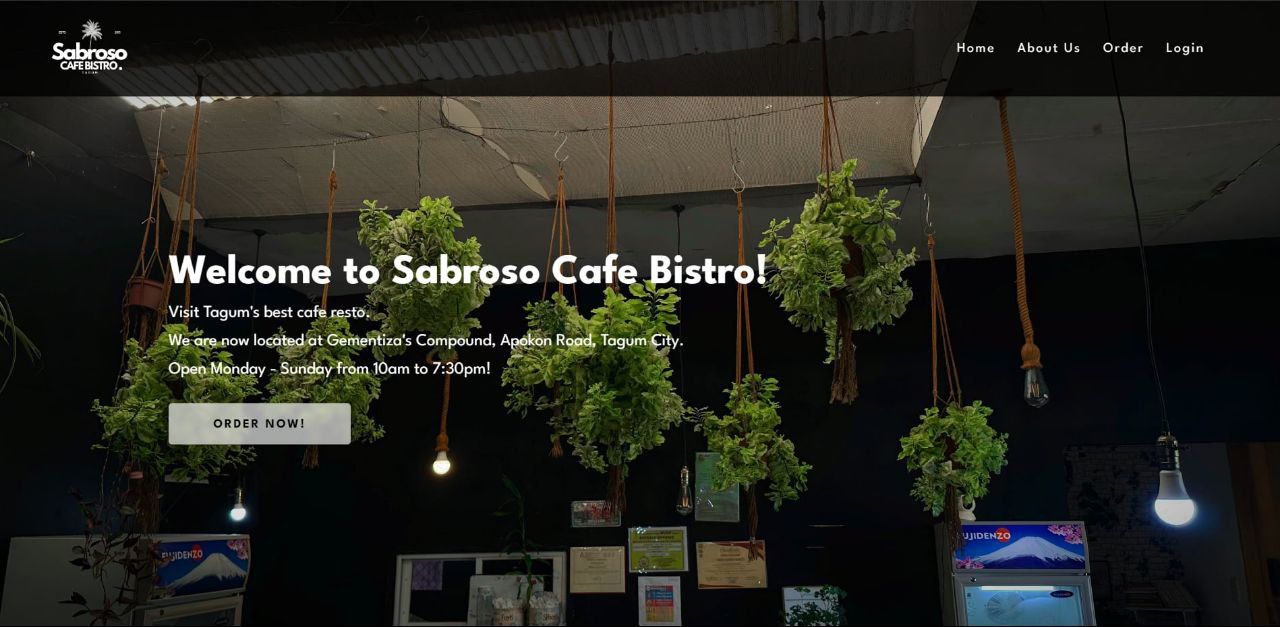 Sabroso
CAFE BISTRO.
TAGUM
Home About Us Order Login
Welcome to Sabroso Cafe Bistro!
Visit Tagum's best cafe resto.
We are now located at Gementiza's Compound, Apokon Road, Tagum City.
Open Monday - Sunday from 10am to 7:30pm!
ORDER NOW!
FUJIDENZO
FUJIDENZO